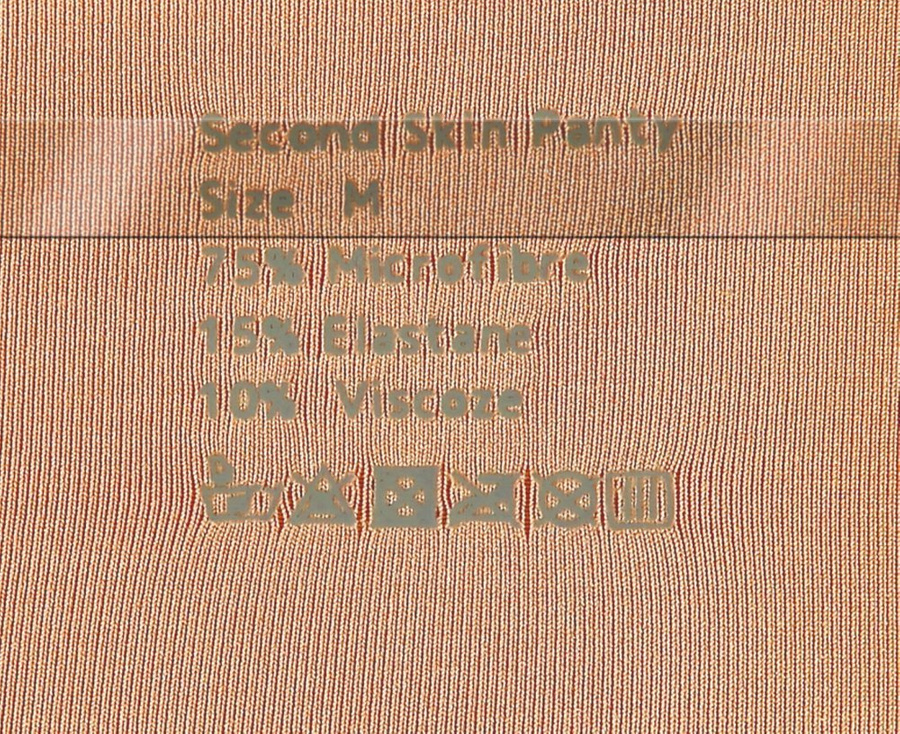 Second Skin Panty
Size M
75% Microfibre
15% Elastane
10% Viscoze